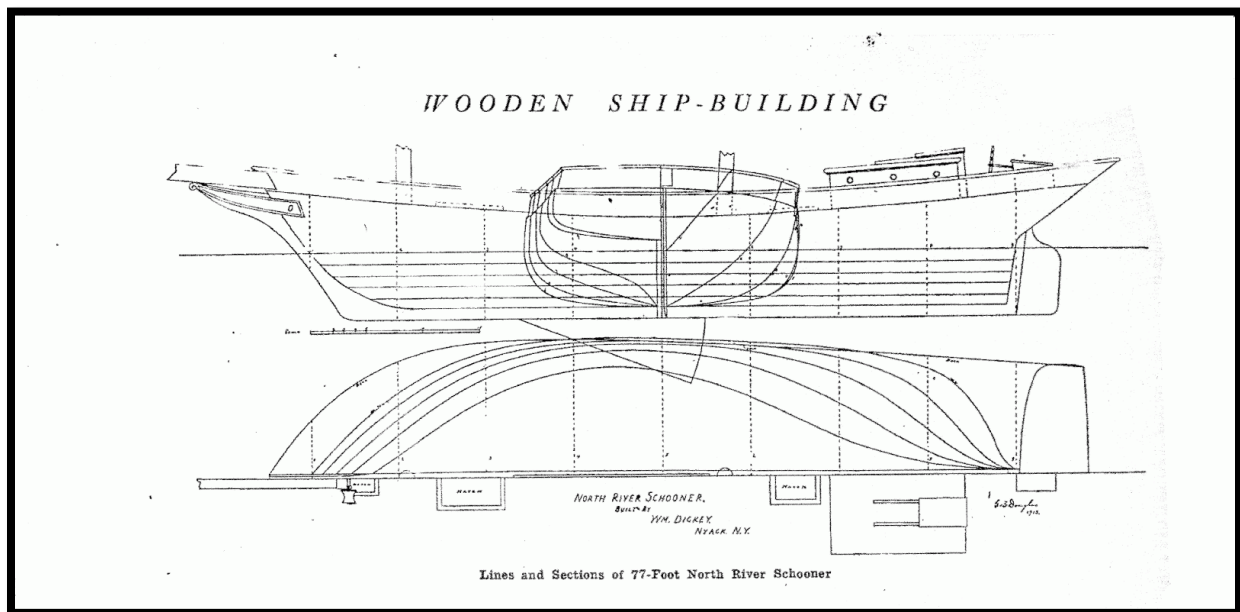 WOODEN SHIP-BUILDING
HATCH
HATCH
NORTH RIVER SCHOONER,
BUILT BY
WM. DICKEY.
NYACK. N.Y.
Lines and Sections of 77-Foot North River Schooner